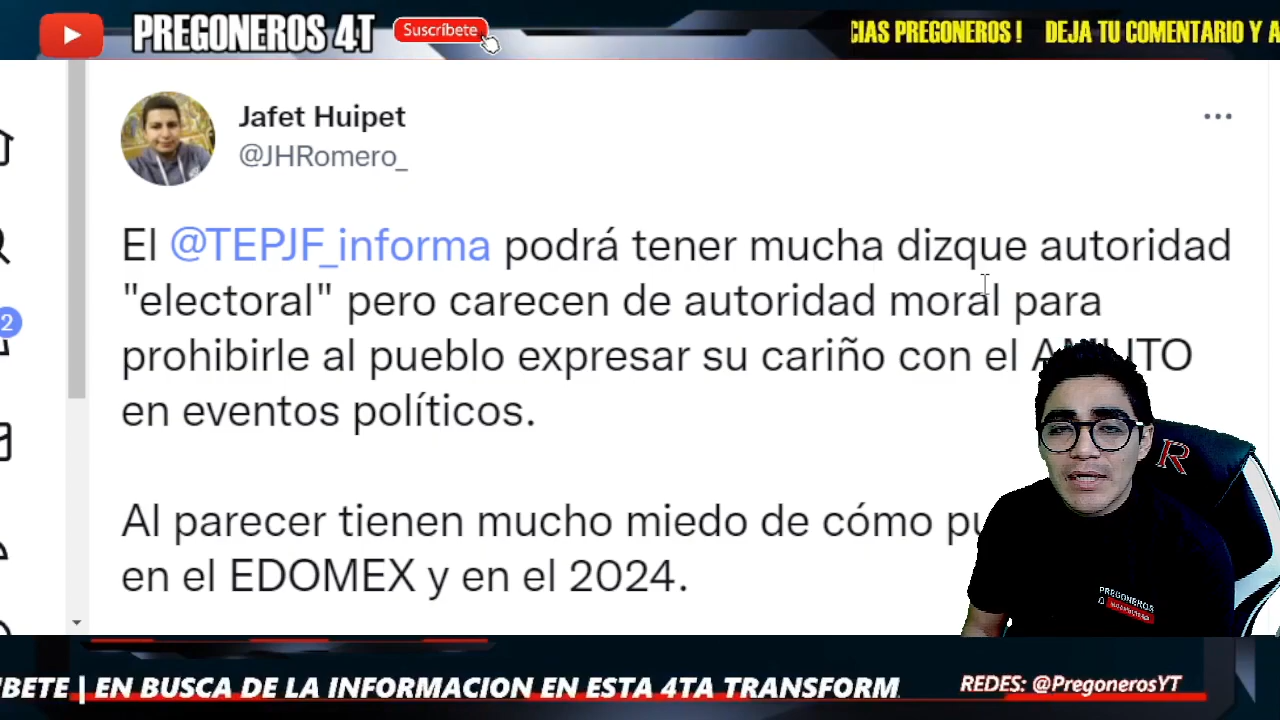 PREGONEROS 4T
Suscríbete
CIAS PREGONEROS ! DEJA TU COMENTARIO Y A
Jafet Huipet
@JHRomero_
El @TEPJF_informa podrá tener mucha dizque autoridad
"electoral" pero carecen de autoridad moral para
prohibirle al pueblo expresar su cariño con el
en eventos políticos.
Al parecer tienen mucho miedo de cómo
en el EDOMEX y en el 2024.
2
R
PREGONEROS
BETE | EN BUSCA DE LA INFORMACION EN ESTA 4TA TRANSFORM
REDES: @PregonerosYT